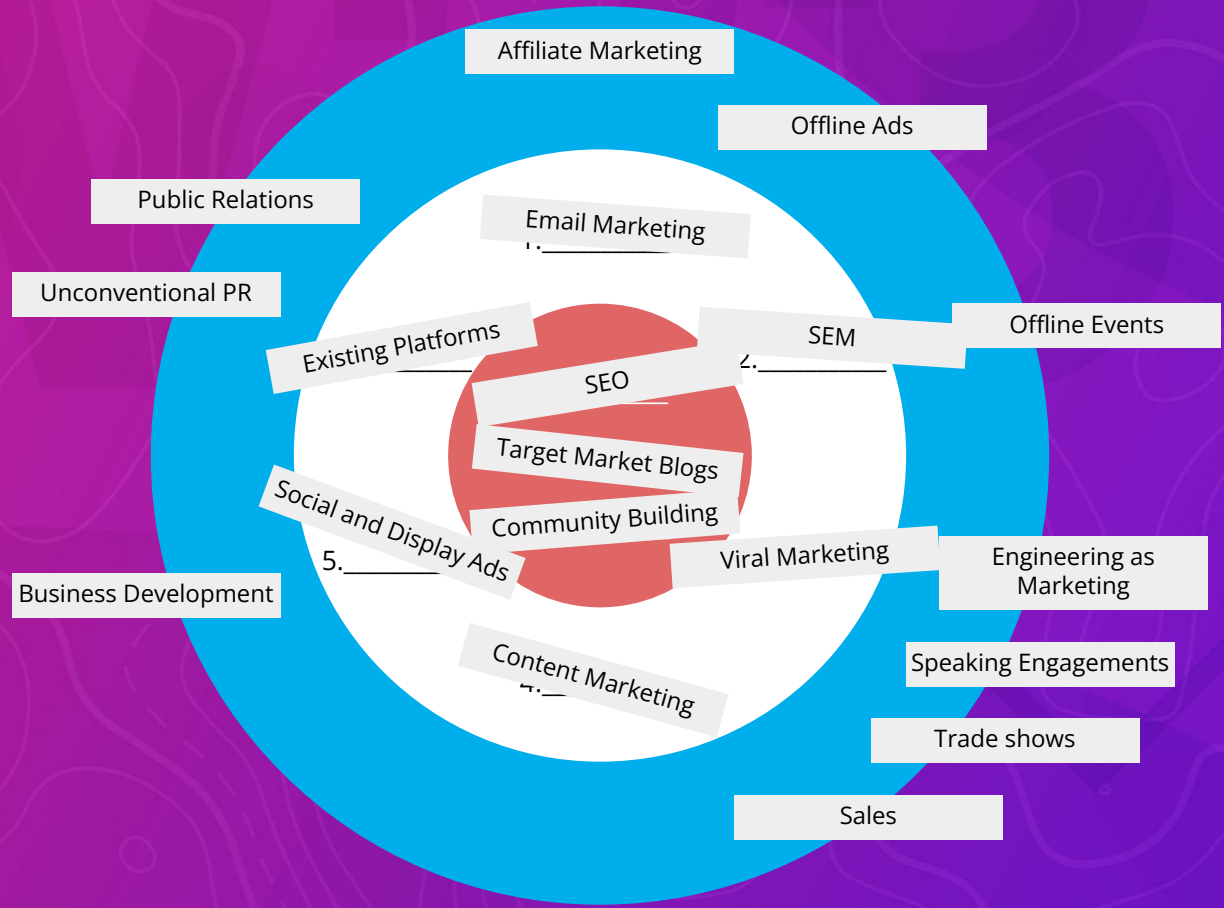 Affiliate Marketing
Offline Ads
Public Relations
Email Marketing
Unconventional PR
Existing Platforms
SEM
Offline Events
2.__________
SEO
Target Market Blogs
Social and Display Ads
Community Building
Viral Marketing
Engineering as
Marketing
5.__________
Business Development
Content Marketing
Speaking Engagements
Trade shows
Sales